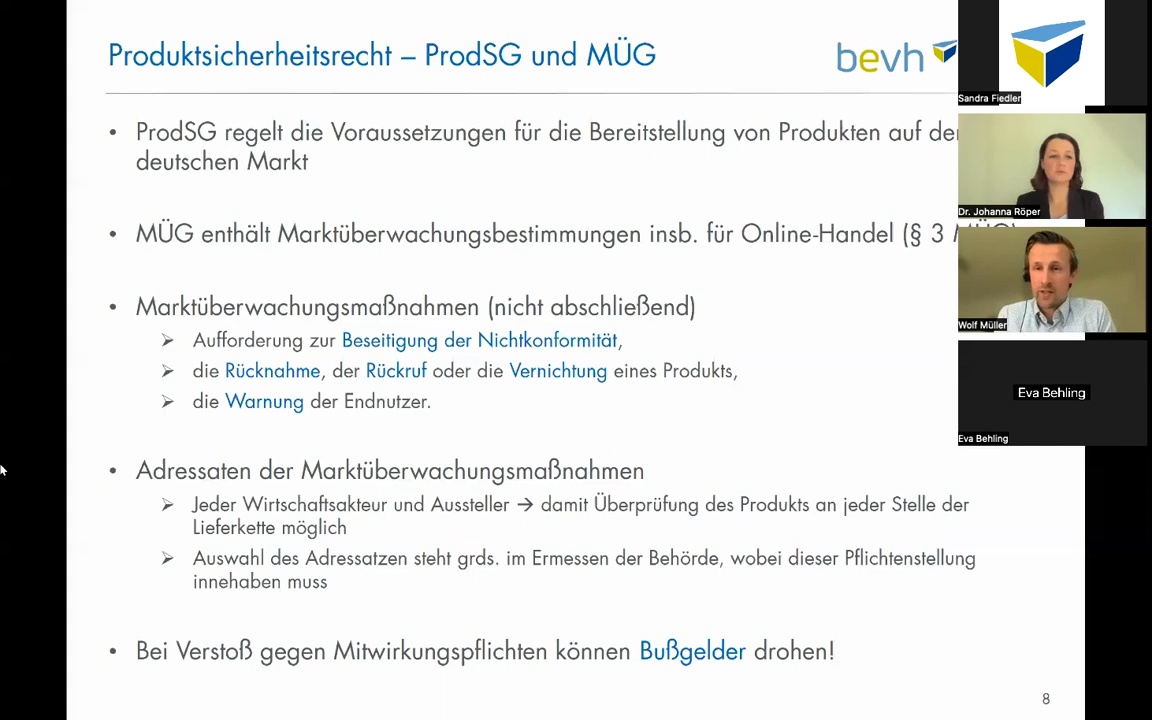 Produktsicherheitsrecht – ProdSG und MÜG
bevh
• ProdSG regelt die Voraussetzungen für die Bereitstellung von Produkten auf
deutschen Markt
• MÜG enthält Marktüberwachungsbestimmungen insb. für Online-Handel (§ 3 MÜG)
• Marktüberwachungsmaßnahmen (nicht abschließend)
➢ Aufforderung zur Beseitigung der Nichtkonformität,
➢ die Rücknahme, der Rückruf oder die Vernichtung eines Produkts,
➢ die Warnung der Endnutzer.
• Adressaten der Marktüberwachungsmaßnahmen
➢ Jeder Wirtschaftsakteur und Aussteller → damit Überprüfung des Produkts an jeder Stelle der
Lieferkette möglich
➢ Auswahl des Adressatzen steht grds. im Ermessen der Behörde, wobei dieser Pflichtenstellung
innehaben muss
• Bei Verstoß gegen Mitwirkungspflichten können Bußgelder drohen!
8
Sandra Fiedler
Dr. Johanna Röper
Wolf Müller
Eva Behling
Eva Behling